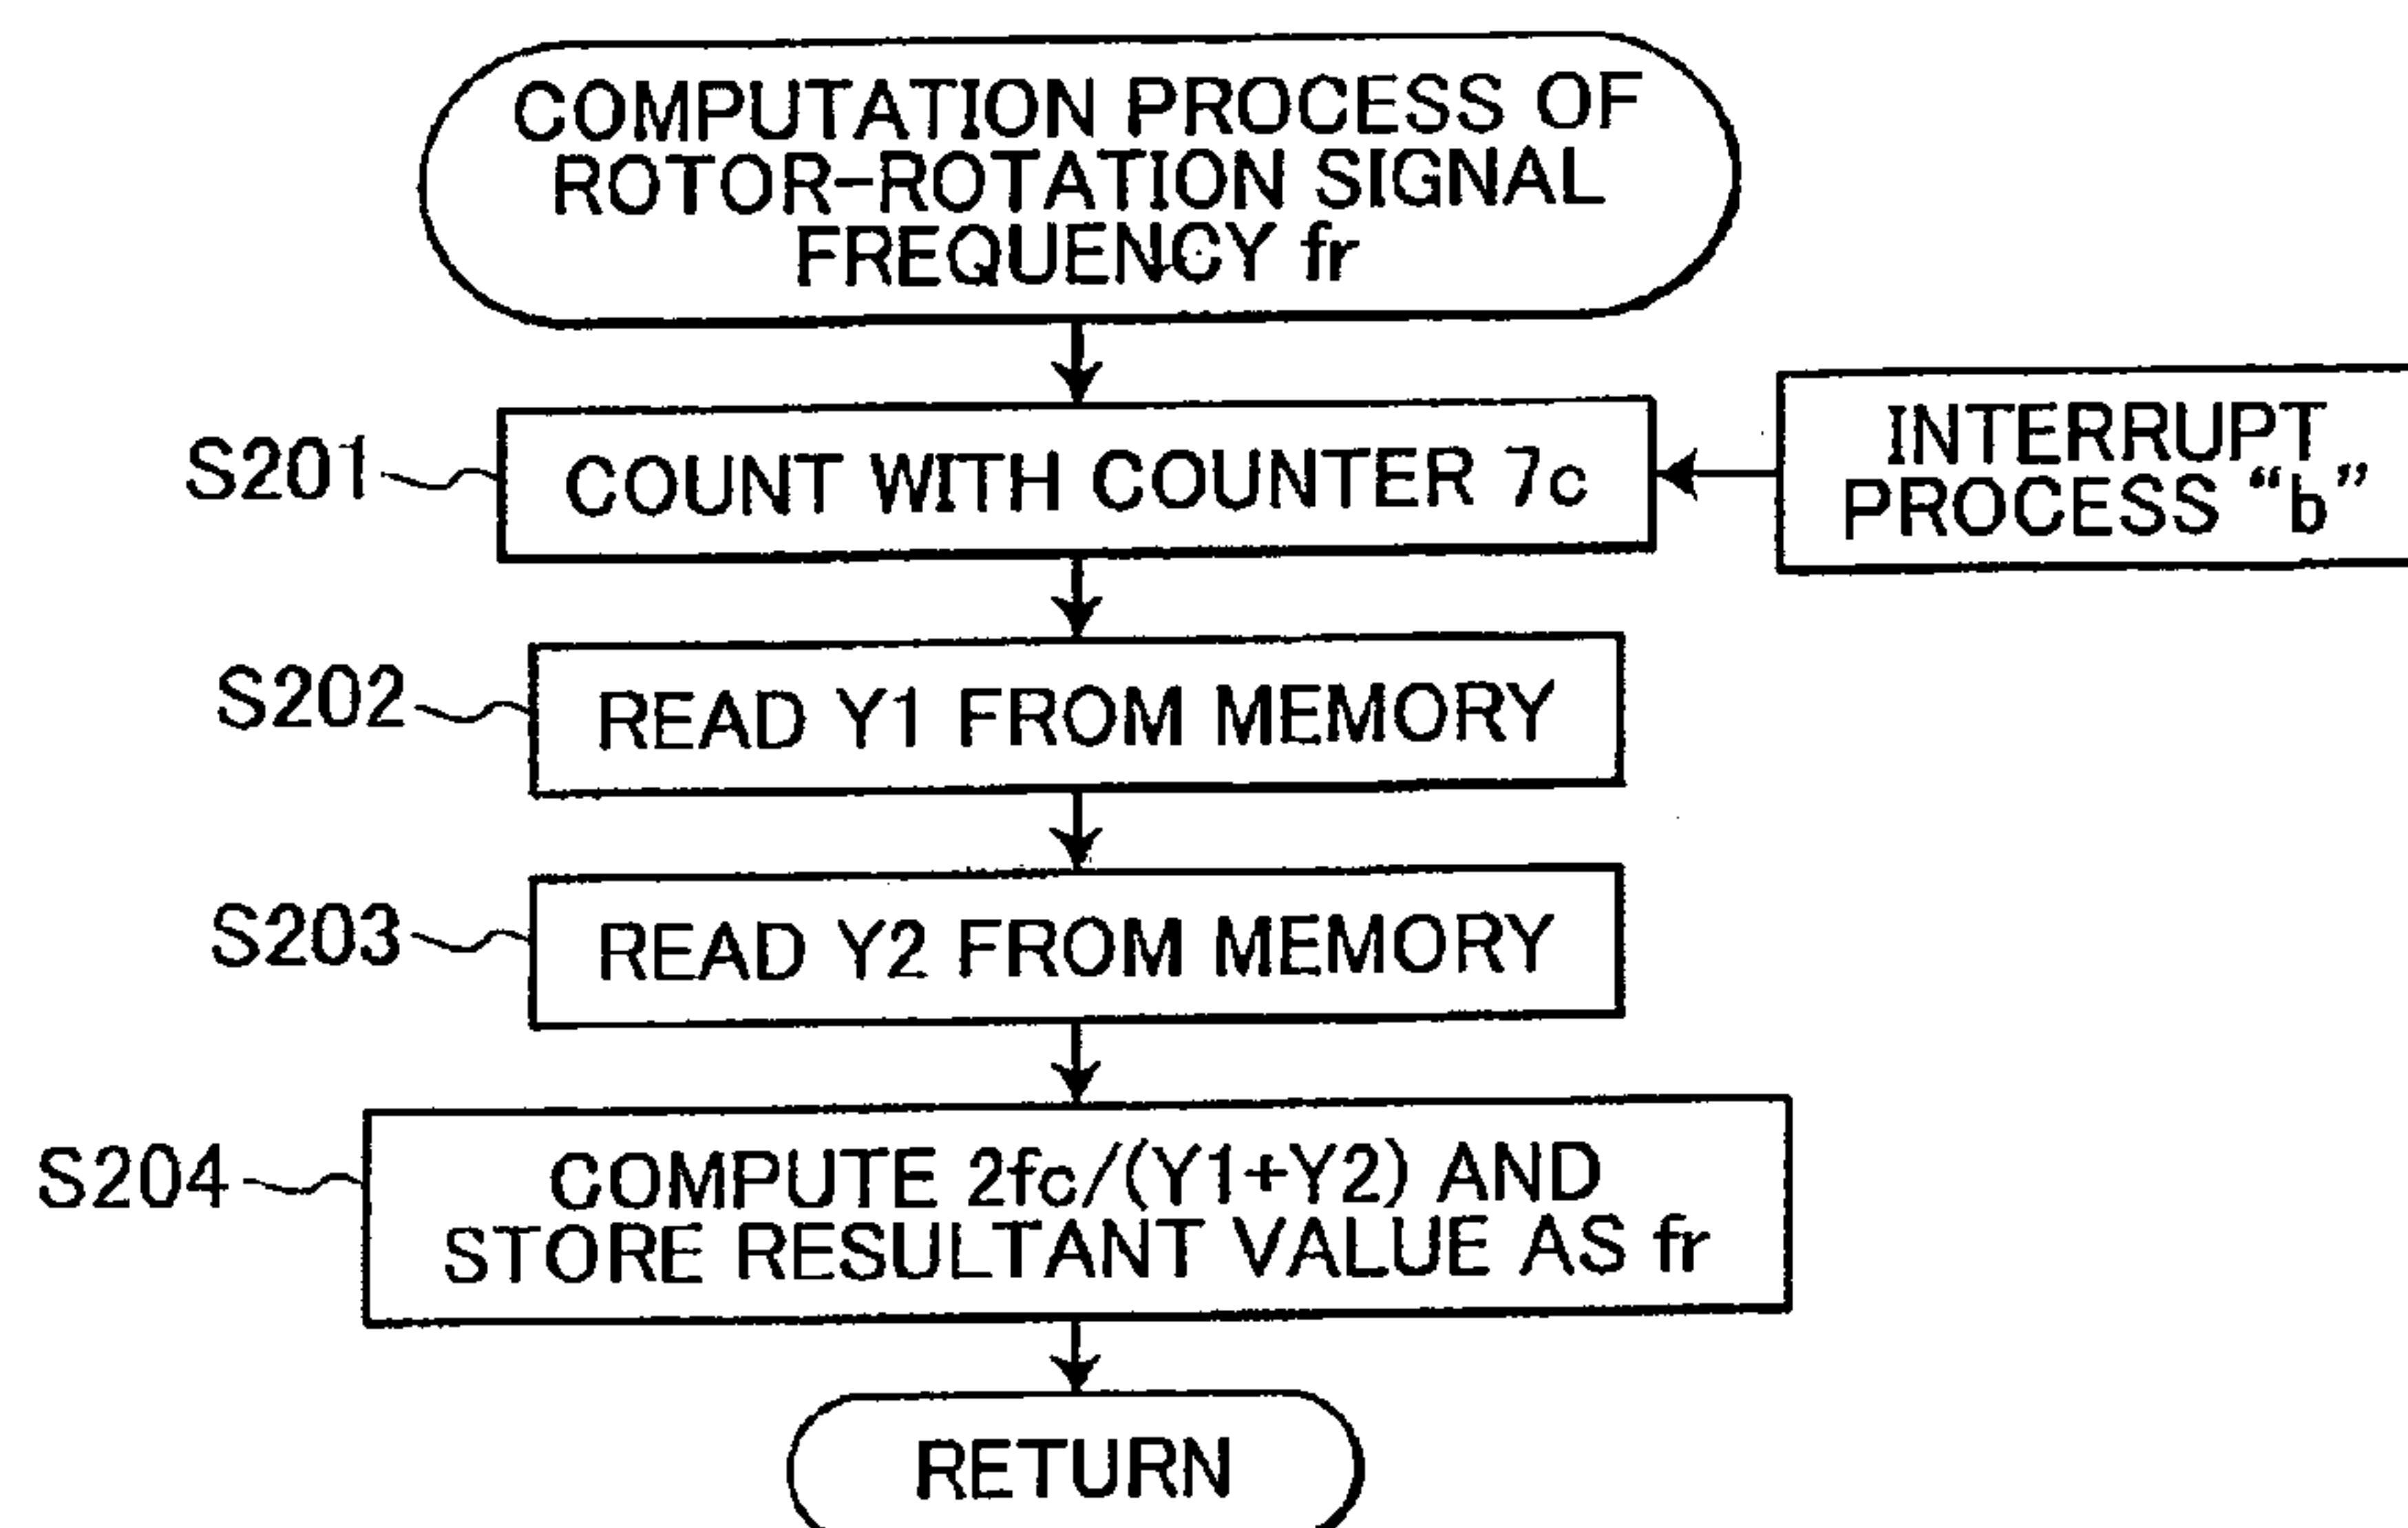 COMPUTATION PROCESS OF
ROTOR-ROTATION SIGNAL
FREQUENCY fr
S201
COUNT WITH COUNTER 7c
INTERRUPT
PROCESS “b”
S202
READ Y1 FROM MEMORY
S203
READ Y2 FROM MEMORY
S204
COMPUTE 2fc/(Y1+Y2) AND
STORE RESULTANT VALUE AS fr
RETURN